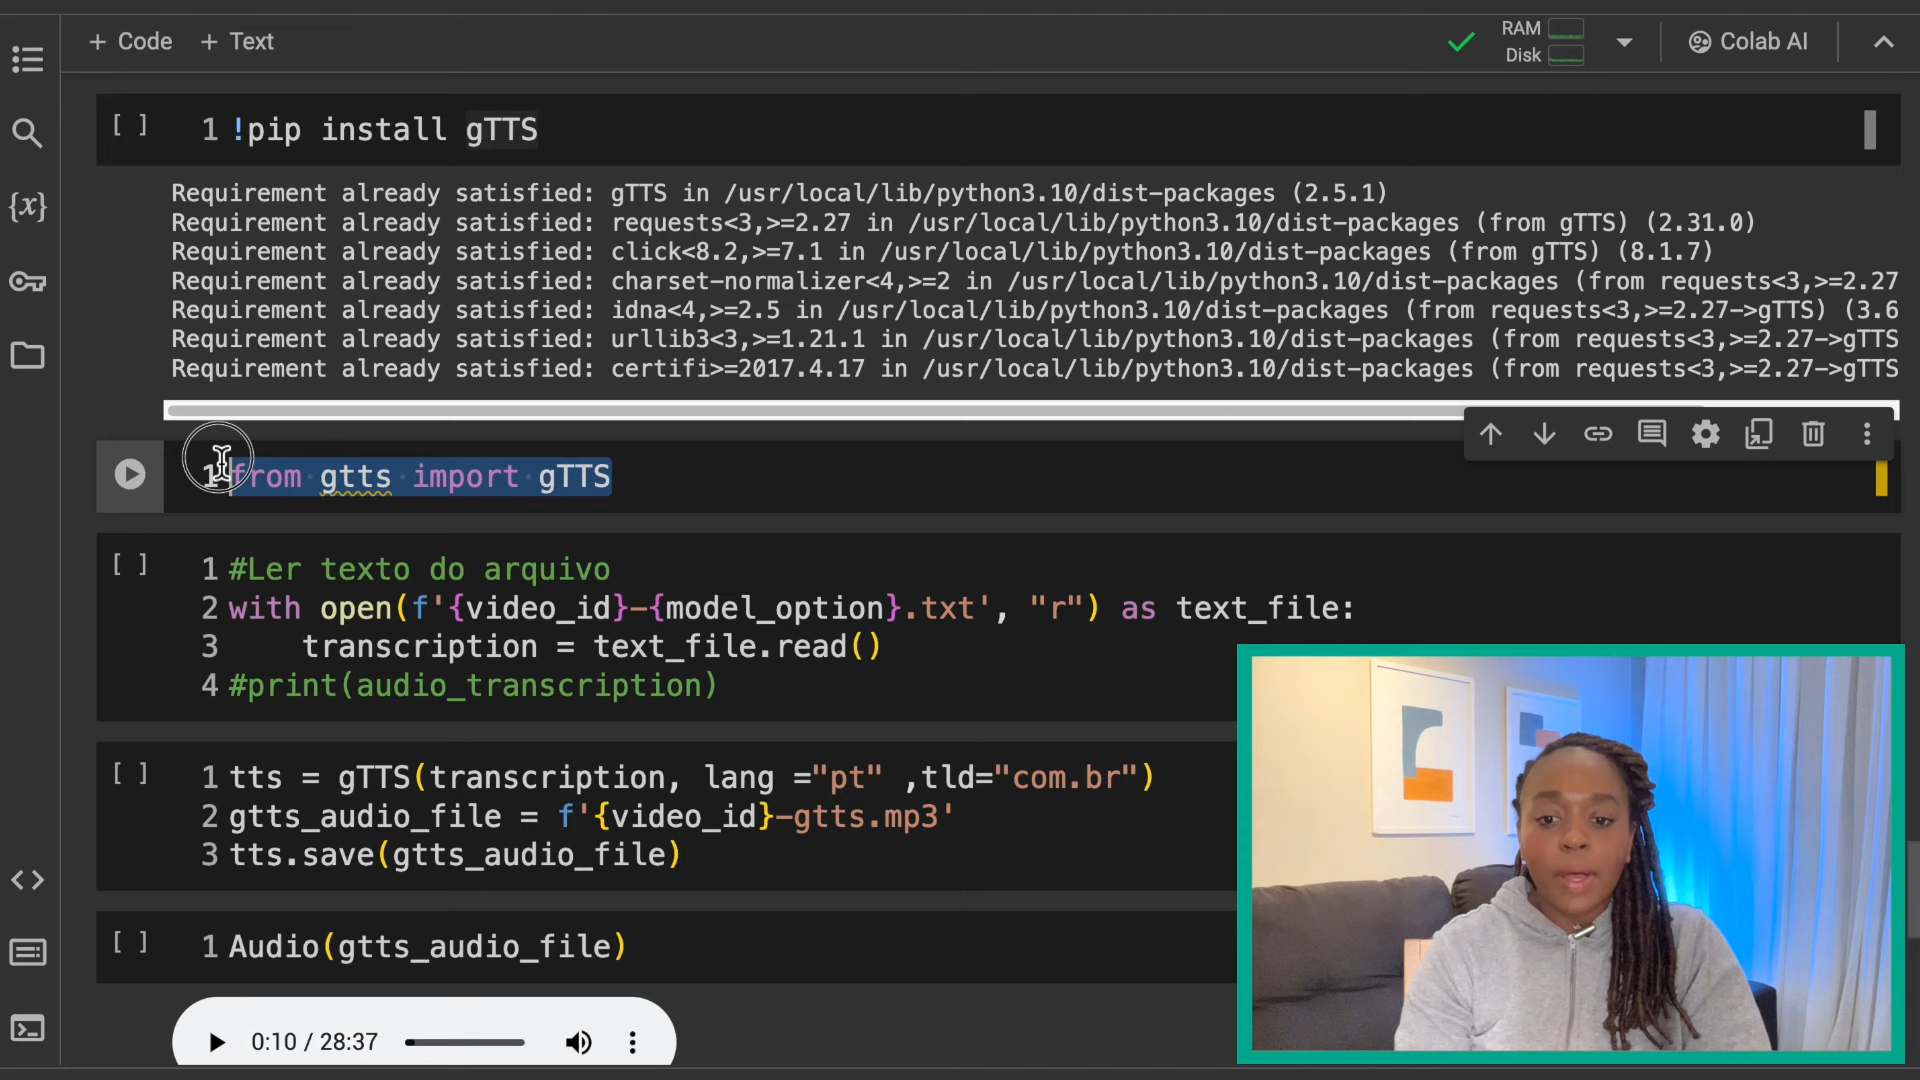 + Code + Text
RAM
Disk
Colab AI
[ ] 1 !pip install gTTS
Requirement already satisfied: gTTS in /usr/local/lib/python3.10/dist-packages (2.5.1)
Requirement already satisfied: requests<3,>=2.27 in /usr/local/lib/python3.10/dist-packages (from gTTS) (2.31.0)
Requirement already satisfied: click<8.2,>=7.1 in /usr/local/lib/python3.10/dist-packages (from gTTS) (8.1.7)
Requirement already satisfied: charset-normalizer<4,>=2 in /usr/local/lib/python3.10/dist-packages (from requests<3,>=2.27
Requirement already satisfied: idna<4,>=2.5 in /usr/local/lib/python3.10/dist-packages (from requests<3,>=2.27->gTTS) (3.6
Requirement already satisfied: urllib3<3,>=1.21.1 in /usr/local/lib/python3.10/dist-packages (from requests<3,>=2.27->gTTS
Requirement already satisfied: certifi>=2017.4.17 in /usr/local/lib/python3.10/dist-packages (from requests<3,>=2.27->gTTS
1 from gtts import gTTS
[ ] 1 #Ler texto do arquivo
2 with open(f'{video_id}-{model_option}.txt', "r") as text_file:
3 transcription = text_file.read()
4 #print(audio_transcription)
[ ] 1 tts = gTTS(transcription, lang ="pt" ,tld="com.br")
2 gtts_audio_file = f'{video_id}-gtts.mp3'
3 tts.save(gtts_audio_file)
[ ] 1 Audio(gtts_audio_file)
0:10 / 28:37